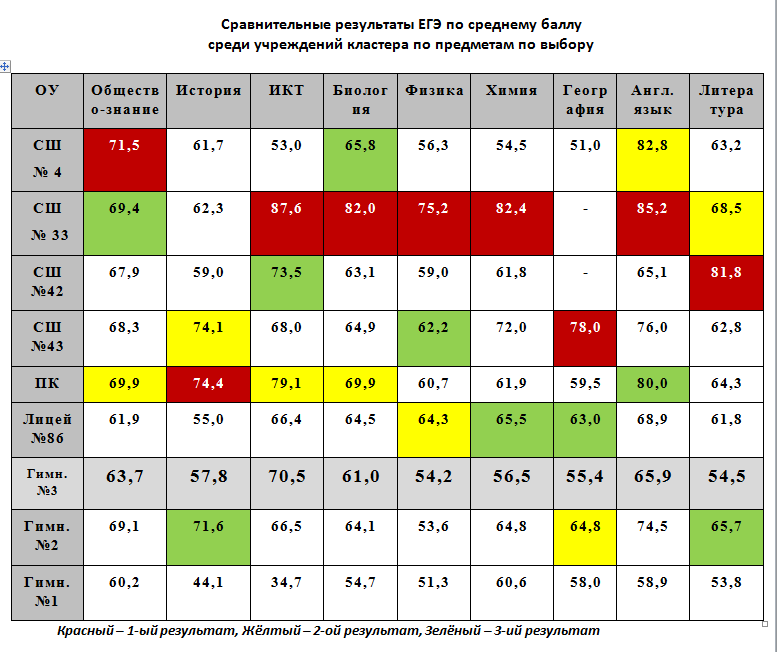 Сравнительные результаты ЕГЭ по среднему баллу
среди учреждений кластера по предметам по выбору
ОУ Обществ История ИКТ Биолог Физика Химия Геогр Англ. Литера
о-знание ия афия язык тура
СШ 71,5 61,7 53,0 65,8 56,3 54,5 51,0 82,8 63,2
№ 4
СШ 69,4 62,3 87,6 82,0 75,2 82,4 - 85,2 68,5
№ 33
СШ 67,9 59,0 73,5 63,1 59,0 61,8 - 65,1 81,8
№42
СШ 68,3 74,1 68,0 64,9 62,2 72,0 78,0 76,0 62,8
№43
ПК 69,9 74,4 79,1 69,9 60,7 61,9 59,5 80,0 64,3
Лицей 61,9 55,0 66,4 64,5 64,3 65,5 63,0 68,9 61,8
№86
Гимн. 63,7 57,8 70,5 61,0 54,2 56,5 55,4 65,9 54,5
№3
Гимн. 69,1 71,6 66,5 64,1 53,6 64,8 64,8 74,5 65,7
№2
Гимн. 60,2 44,1 34,7 54,7 51,3 60,6 58,0 58,9 53,8
№1
Красный – 1-ый результат, Жёлтый – 2-ой результат, Зелёный – 3-ий результат